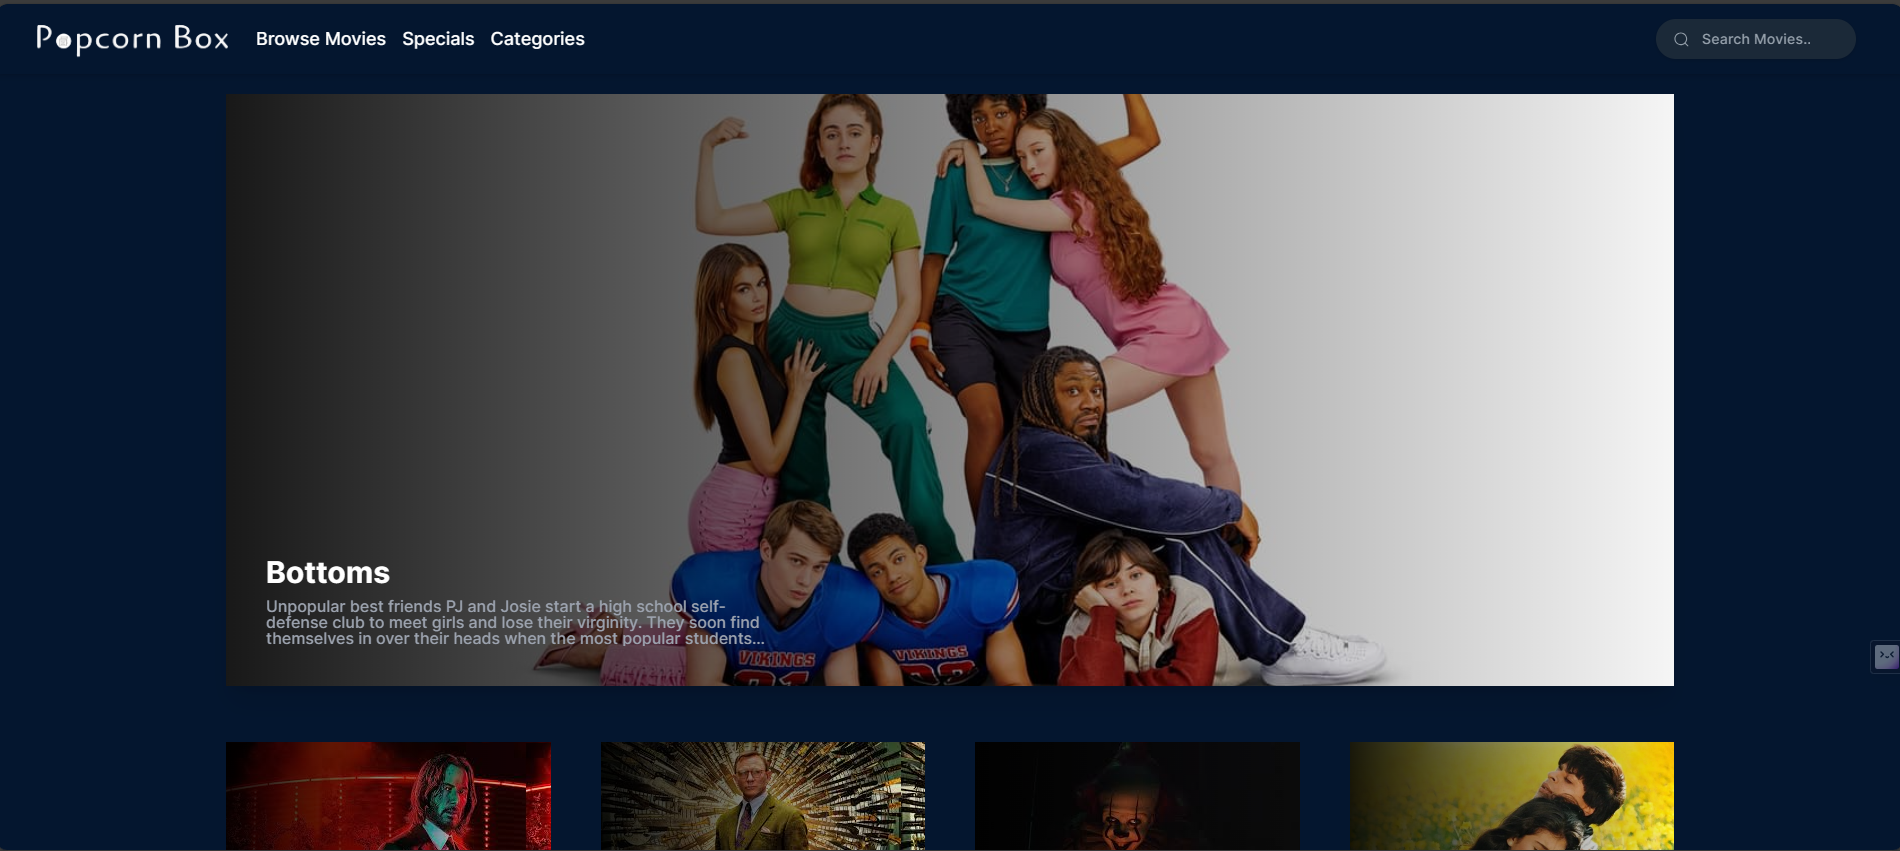 Popcorn Box
Browse Movies
Specials
Categories
Search Movies..
Bottoms
Unpopular best friends PJ and Josie start a high school self-
defense club to meet girls and lose their virginity. They soon find
themselves in over their heads when the most popular students...
VIKINGS
VIKINGS